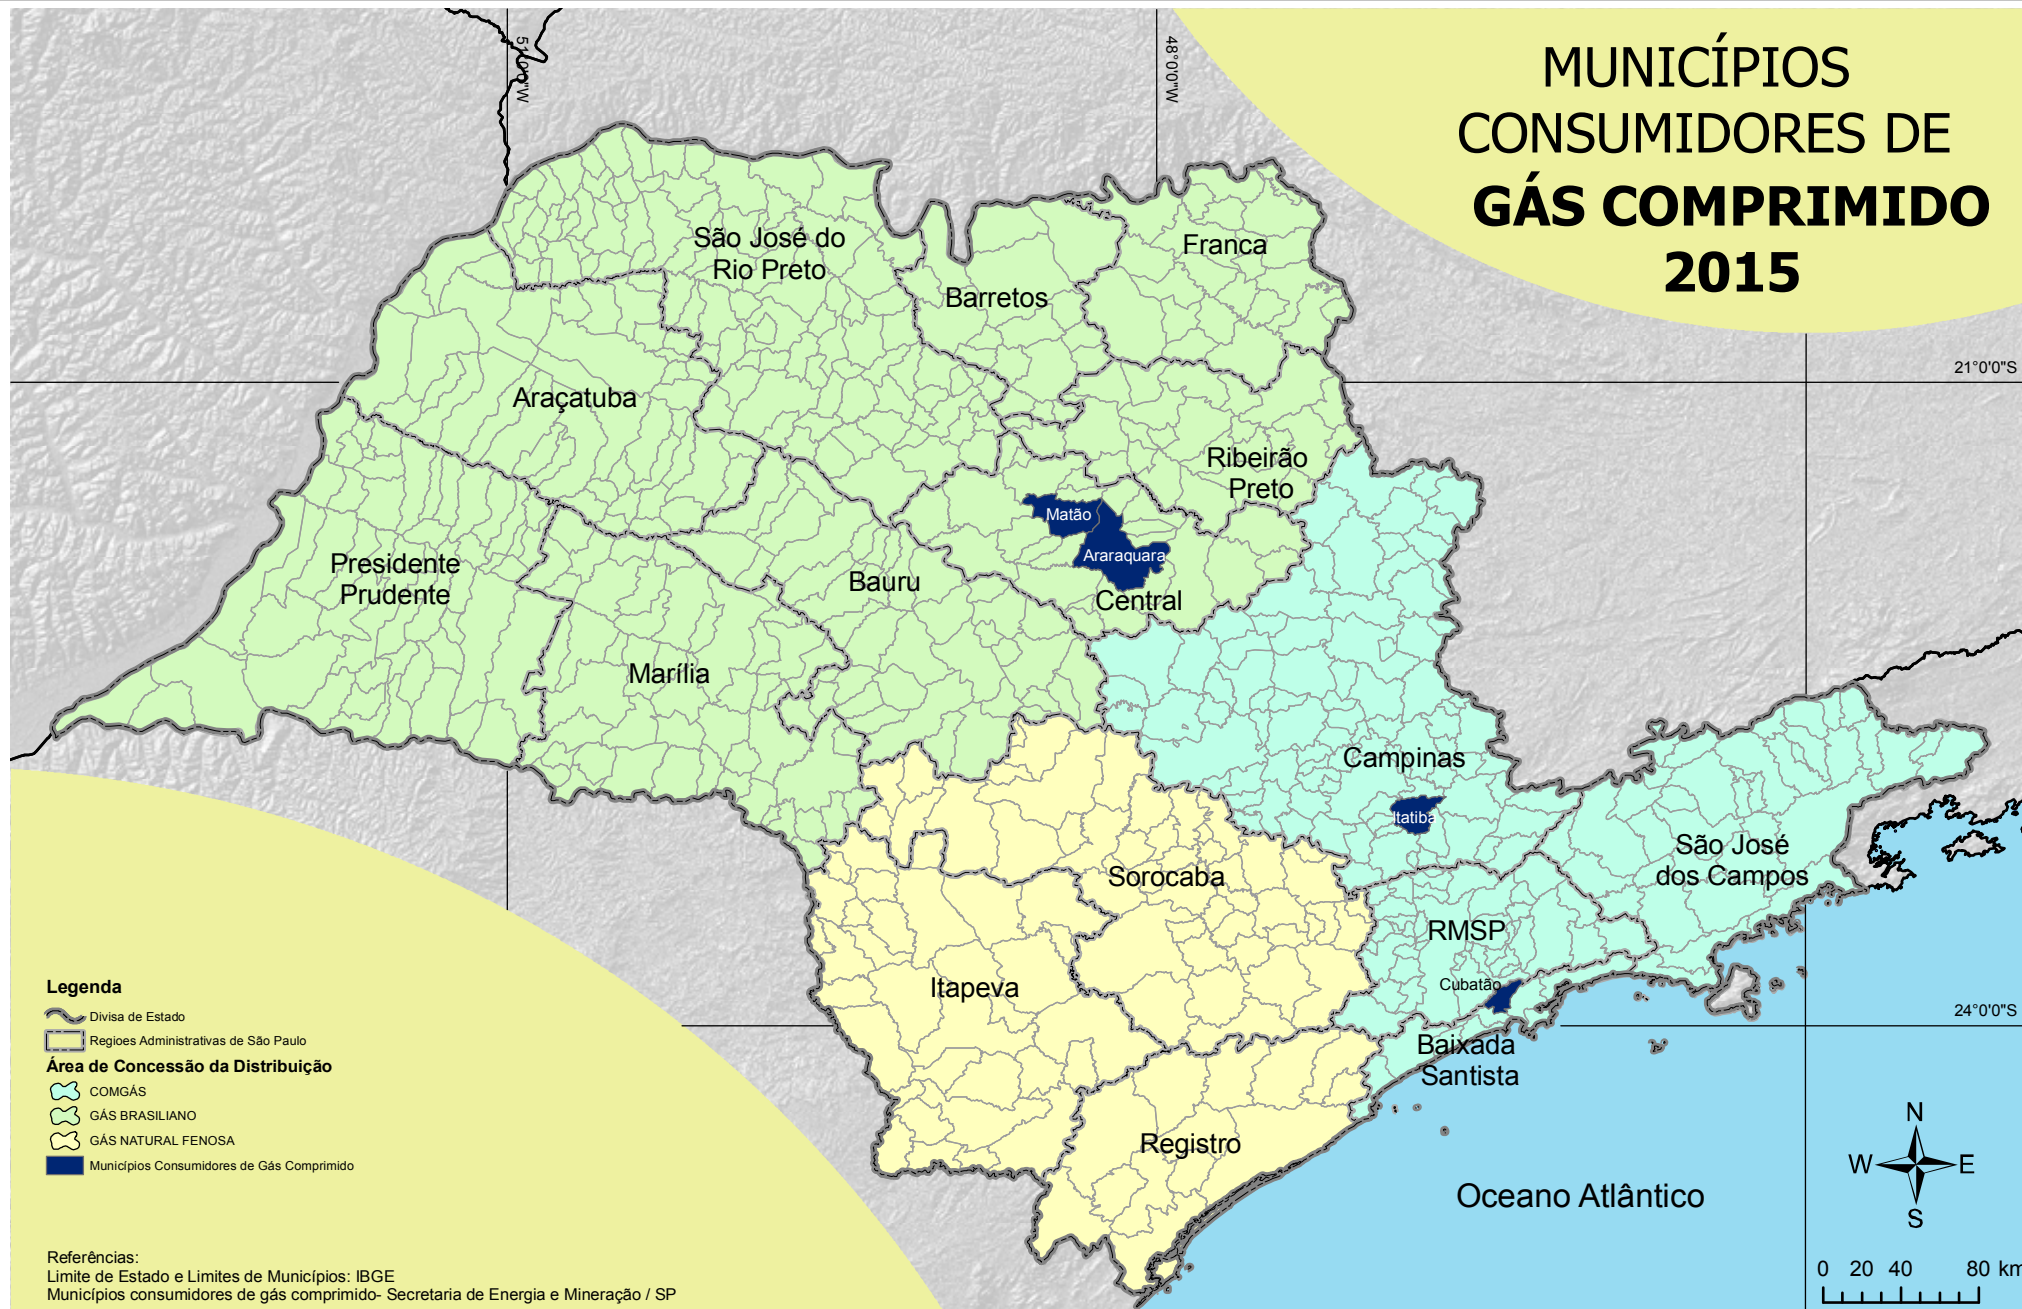 MUNICÍPIOS
CONSUMIDORES DE
GÁS COMPRIMIDO
2015
48°0'0"W
21°0'0"S
24°0'0"S
São José do
Rio Preto
Franca
Barretos
Araçatuba
Ribeirão
Preto
Matão
Araraquara
Presidente
Prudente
Bauru
Central
Marília
Campinas
Itatiba
São José
dos Campos
Sorocaba
RMSP
Itapeva
Cubatão
Baixada
Santista
Registro
Oceano Atlântico
N
W
E
S
0 20 40 80 km
Legenda
Divisa de Estado
Regioes Administrativas de São Paulo
Área de Concessão da Distribuição
COMGÁS
GÁS BRASILIANO
GÁS NATURAL FENOSA
Municípios Consumidores de Gás Comprimido
Referências:
Limite de Estado e Limites de Municípios: IBGE
Municípios consumidores de gás comprimido- Secretaria de Energia e Mineração / SP